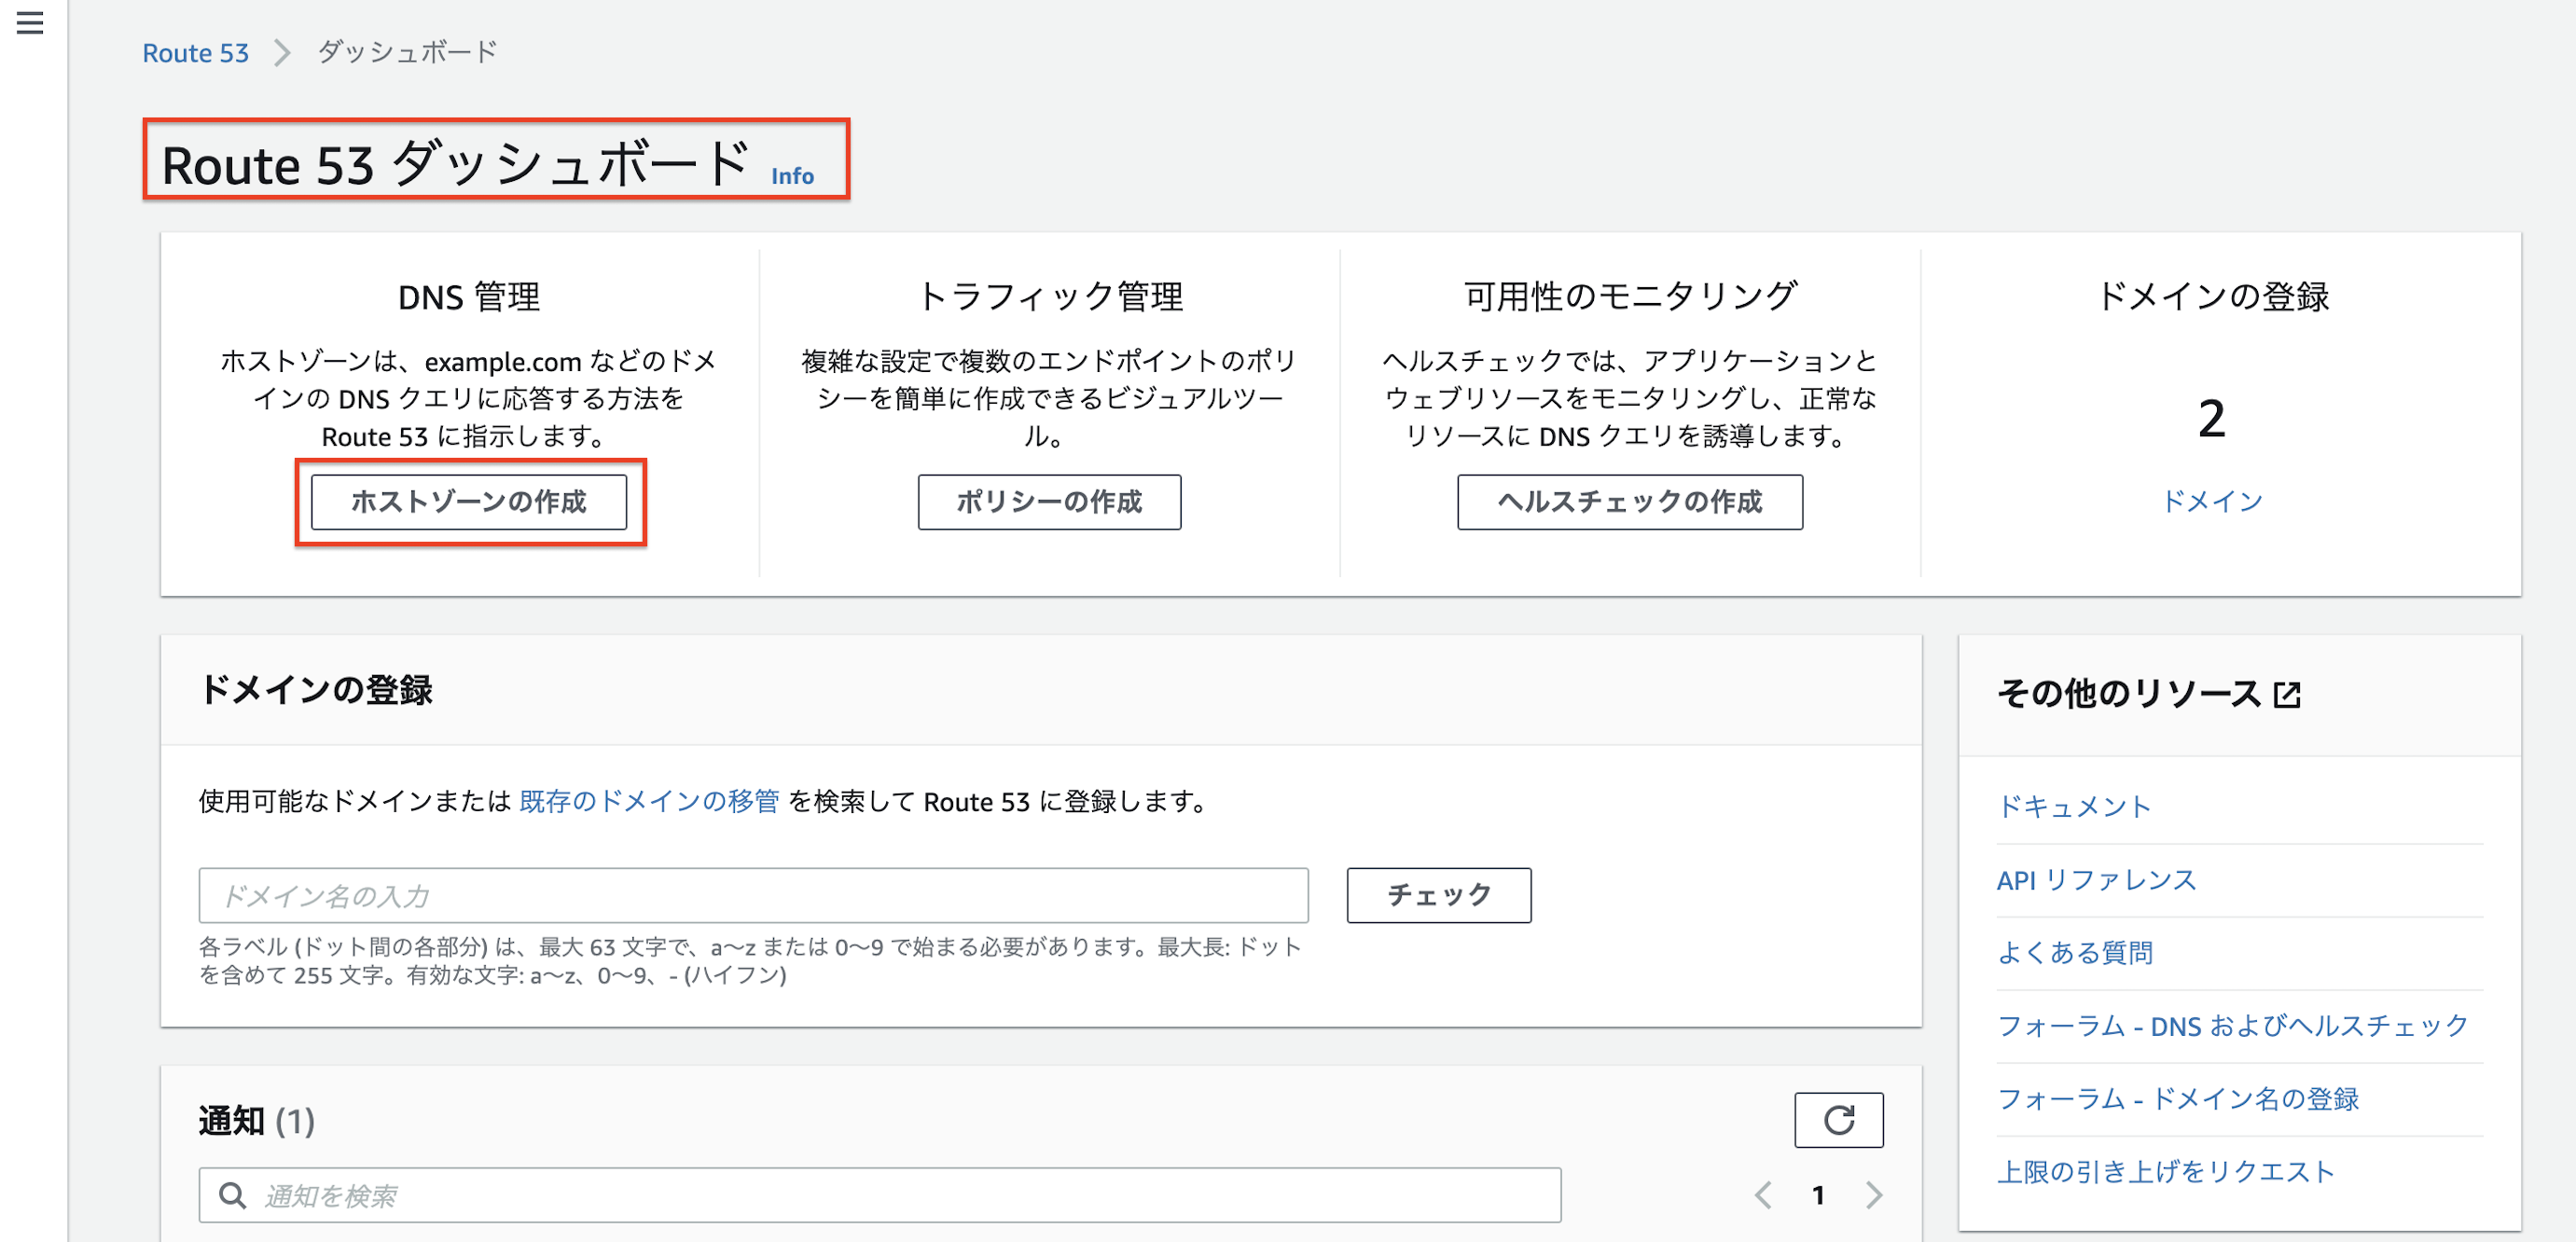 Route 53 > ダッシュボード
Route 53 ダッシュボード Info
DNS 管理
ホストゾーンは、example.com などのドメ
インの DNS クエリに応答する方法を
Route 53 に指示します。
ホストゾーンの作成
トラフィック管理
複雑な設定で複数のエンドポイントのポリ
シーを簡単に作成できるビジュアルツー
ル。
ポリシーの作成
可用性のモニタリング
ヘルスチェックでは、アプリケーションと
ウェブリソースをモニタリングし、正常な
リソースに DNS クエリを誘導します。
ヘルスチェックの作成
ドメインの登録
2
ドメイン
ドメインの登録
使用可能なドメインまたは 既存のドメインの移管 を検索して Route 53 に登録します。
ドメイン名の入力
チェック
各ラベル (ドット間の各部分) は、最大 63 文字で、a～z または 0～9 で始まる必要があります。最大長: ドット
を含めて 255 文字。有効な文字: a～z、0～9、- (ハイフン)
通知 (1)
通知を検索
1
その他のリソース
ドキュメント
API リファレンス
よくある質問
フォーラム - DNS およびヘルスチェック
フォーラム - ドメイン名の登録
上限の引き上げをリクエスト